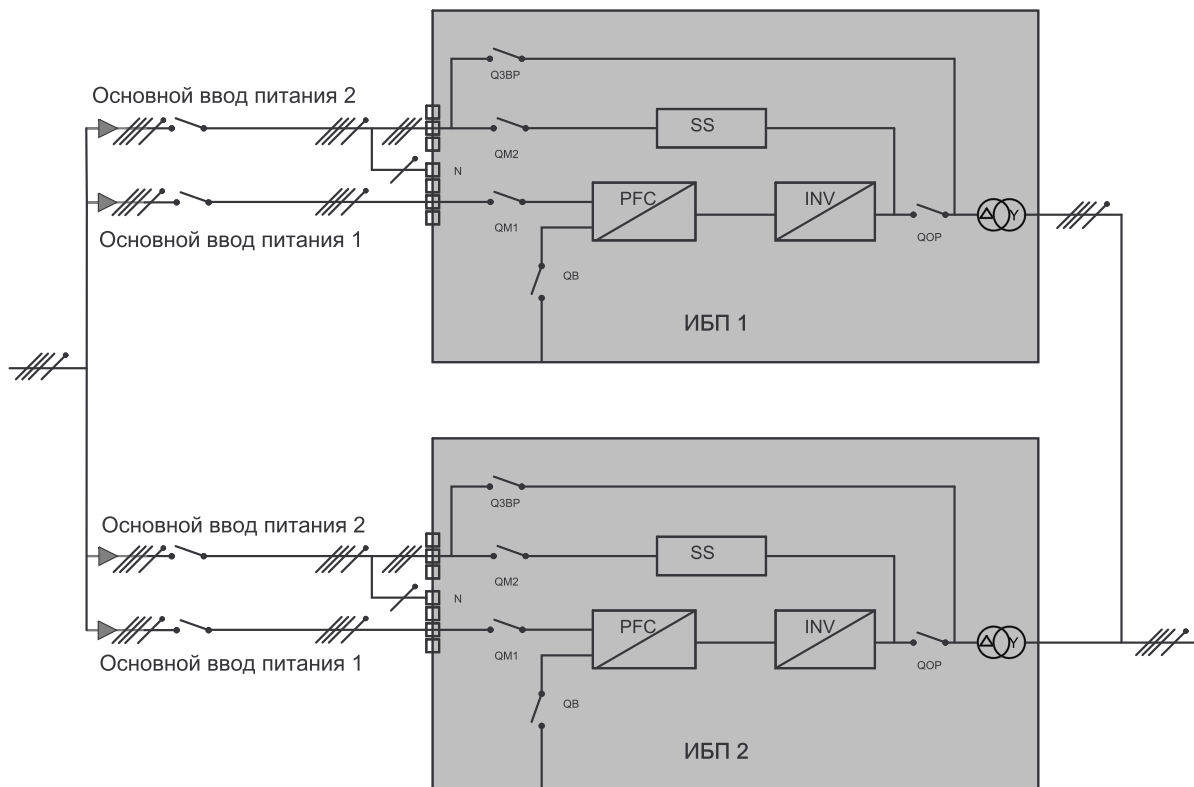 Q3BP
Основной ввод питания 2
SS
QM2
N
PFC
INV
QM1
Основной ввод питания 1
QOP
Δ
Y
QB
ИБП 1
Q3BP
Основной ввод питания 2
SS
QM2
N
PFC
INV
QM1
Основной ввод питания 1
QOP
Δ
Y
QB
ИБП 2